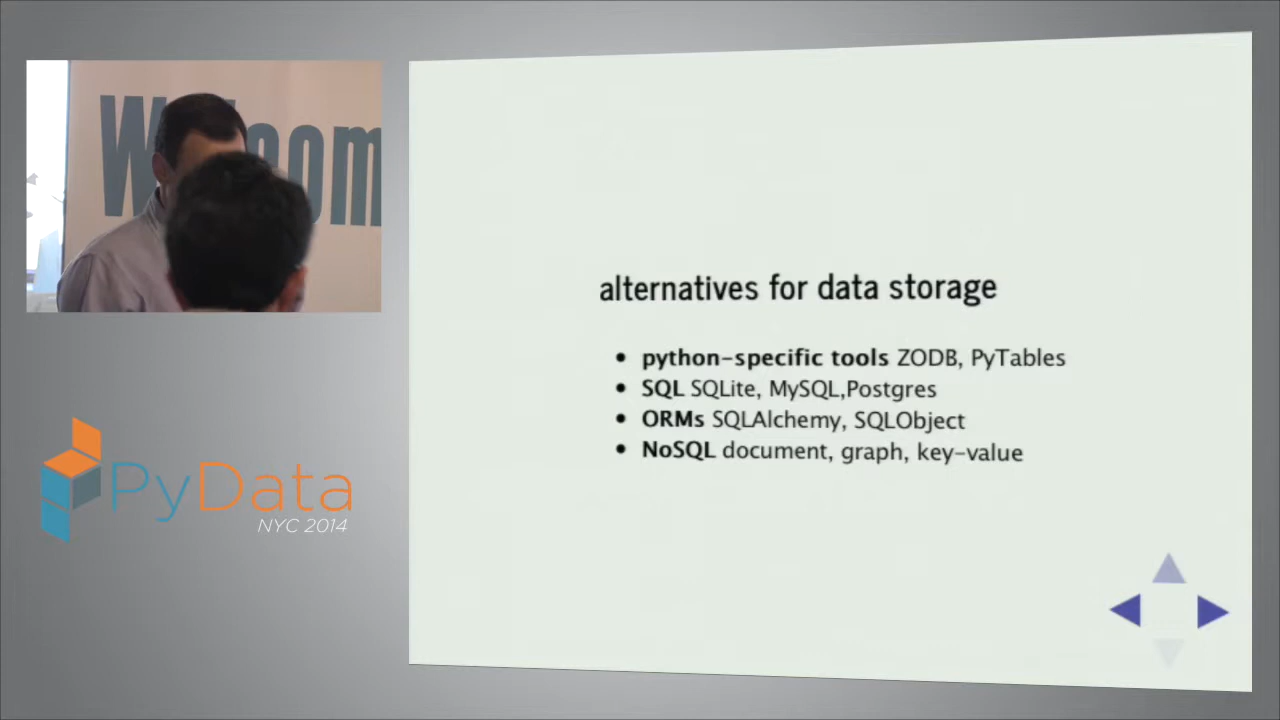 alternatives for data storage
• python-specific tools ZODB, PyTables
• SQL SQLite, MySQL,Postgres
• ORMs SQLAlchemy, SQLObject
• NoSQL document, graph, key-value
PyData
NYC 2014